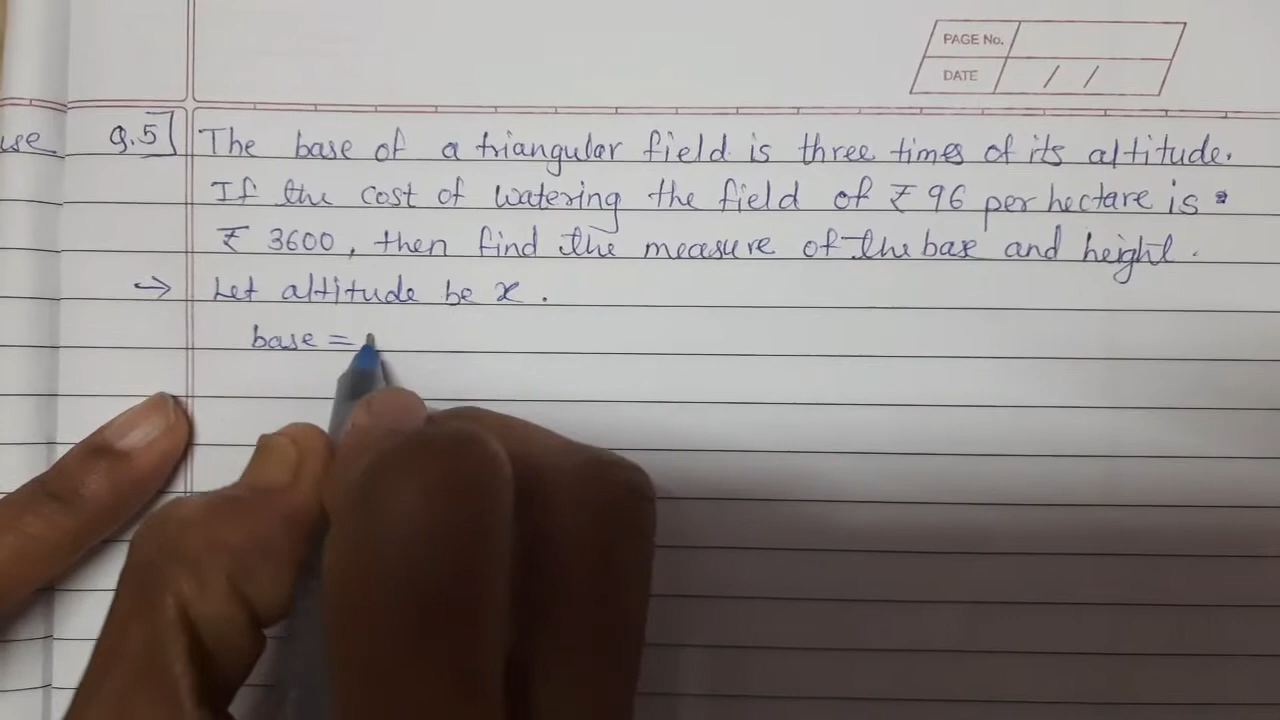 PAGE No.
DATE / /
Q.5] The base of a triangular field is three times of its altitude.
If the cost of watering the field of ₹ 96 per hectare is
₹ 3600, then find the measure of the base and height.
→ Let altitude be x.
base =